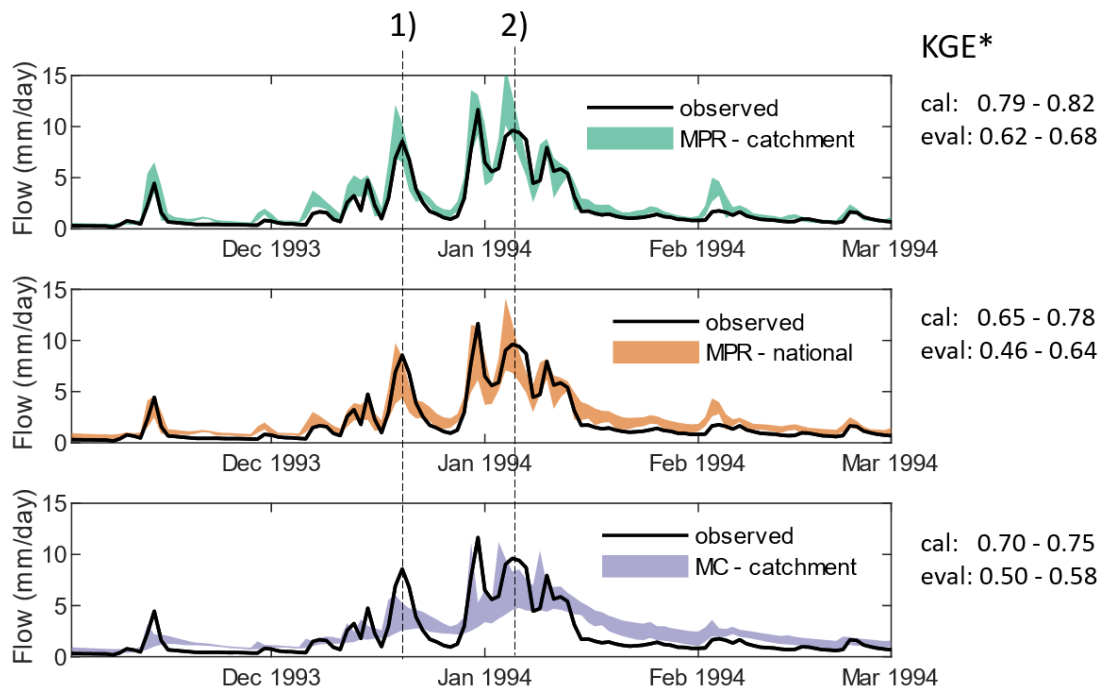 1) 2)
KGE*
15
10
5
0
Flow (mm/day)
observed
MPR - catchment
Dec 1993 Jan 1994 Feb 1994 Mar 1994
cal: 0.79 - 0.82
eval: 0.62 - 0.68
15
10
5
0
Flow (mm/day)
observed
MPR - national
Dec 1993 Jan 1994 Feb 1994 Mar 1994
cal: 0.65 - 0.78
eval: 0.46 - 0.64
15
10
5
0
Flow (mm/day)
observed
MC - catchment
Dec 1993 Jan 1994 Feb 1994 Mar 1994
cal: 0.70 - 0.75
eval: 0.50 - 0.58